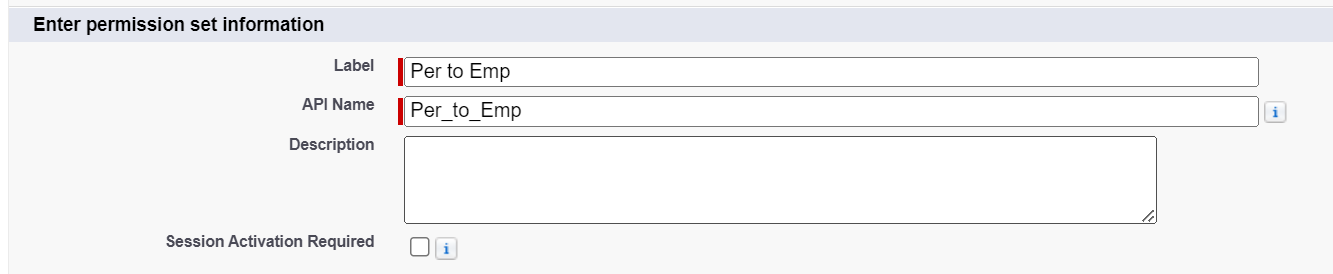 Enter permission set information
Label Per to Emp
API Name Per_to_Emp i
Description
Session Activation Required i